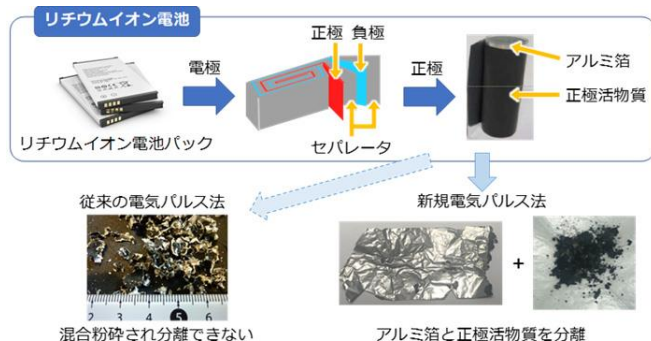 リチウムイオン電池
電極
正極 負極
正極
アルミ箔
正極活物質
リチウムイオン電池パック
セパレータ
従来の電気パルス法
新規電気パルス法
+
2 3 4 5 6
混合粉砕され分離できない
アルミ箔と正極活物質を分離